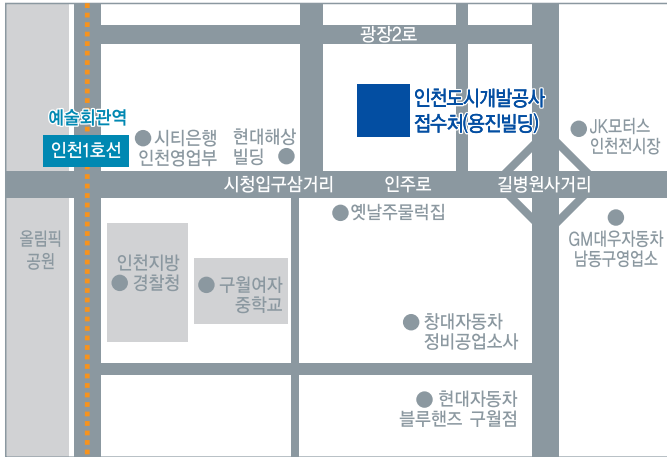 광장2로
인천도시개발공사
접수처(용진빌딩)
예술회관역
인천1호선
시티은행
인천영업부
현대해상
빌딩
JK모터스
인천전시장
시청입구삼거리
인주로
길병원사거리
옛날주물럭집
올림픽
공원
GM대우자동차
남동구영업소
인천지방
경찰청
구월여자
중학교
창대자동차
정비공업소사
현대자동차
블루핸즈 구월점